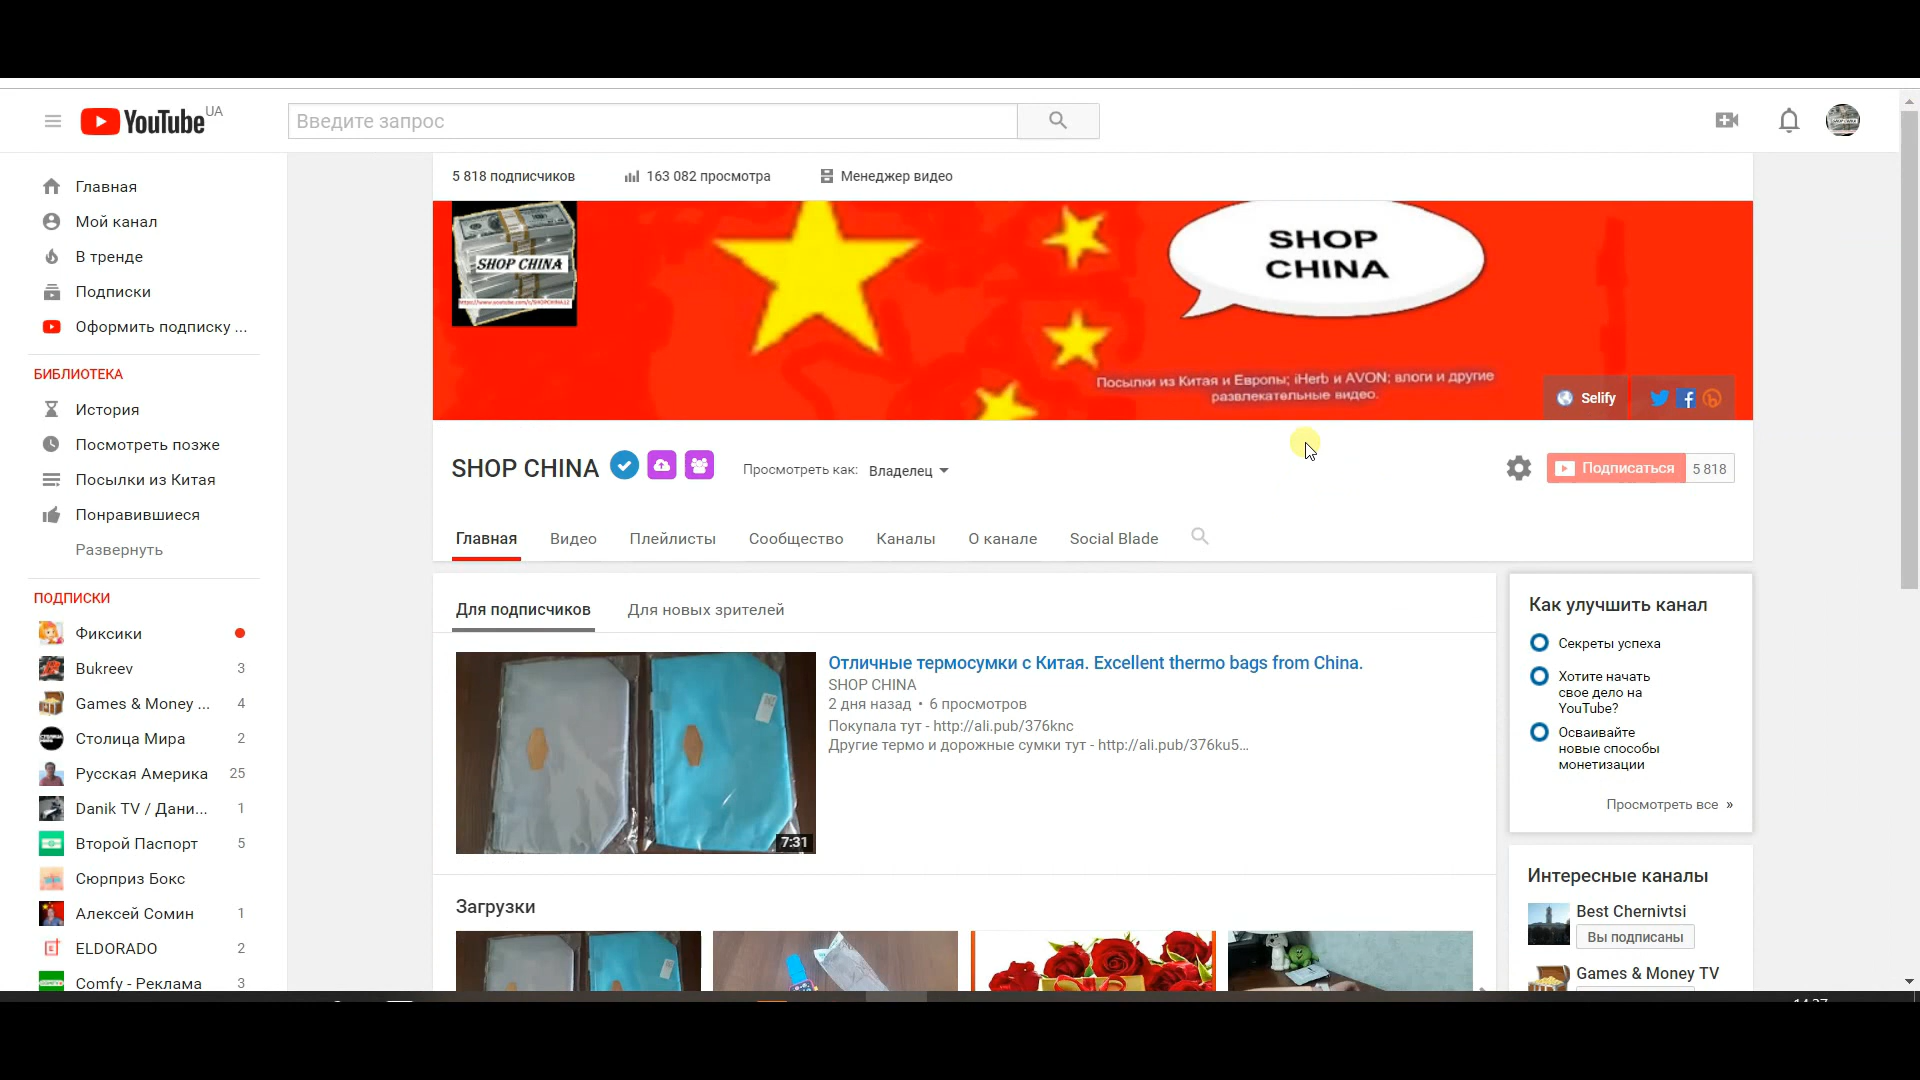 YouTube UA
Введите запрос
Главная
Мой канал
В тренде
Подписки
Оформить подписку ...
БИБЛИОТЕКА
История
Посмотреть позже
Посылки из Китая
Понравившиеся
Развернуть
ПОДПИСКИ
Фиксики
Bukreev 3
Games & Money ... 4
Столица Мира 2
Русская Америка 25
Danik TV / Дани... 1
Второй Паспорт 5
Сюрприз Бокс
Алексей Сомин 1
ELDORADO 2
Comfy - Реклама 3
5 818 подписчиков 163 082 просмотра Менеджер видео
SHOP CHINA
SHOP
CHINA
Посылки из Китая и Европы; iHerb и AVON; влоги и другие
развлекательные видео.
Selify
SHOP CHINA Просмотреть как: Владелец
Подписаться 5 818
Главная Видео Плейлисты Сообщество Каналы О канале Social Blade
Для подписчиков Для новых зрителей
7:31
Отличные термосумки с Китая. Excellent thermo bags from China.
SHOP CHINA
2 дня назад • 6 просмотров
Покупала тут - http://ali.pub/376knc
Другие термо и дорожные сумки тут - http://ali.pub/376ku5...
Загрузки
Как улучшить канал
Секреты успеха
Хотите начать
свое дело на
YouTube?
Осваивайте
новые способы
монетизации
Просмотреть все »
Интересные каналы
Best Chernivtsi
Вы подписаны
Games & Money TV